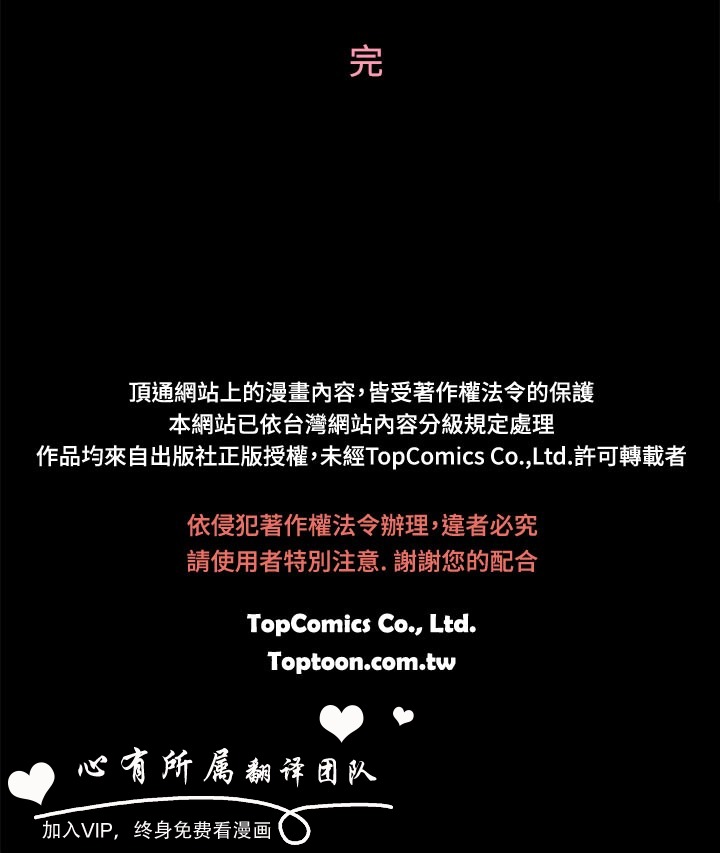 完
頂通網站上的漫畫內容，皆受著作權法令的保護
本網站已依台灣網站內容分級規定處理
作品均來自出版社正版授權，未經TopComics Co.,Ltd.許可轉載者
依侵犯著作權法令辦理，違者必究
請使用者特別注意. 謝謝您的配合
TopComics Co., Ltd.
Toptoon.com.tw
心有所属翻译团队
加入VIP，终身免费看漫画